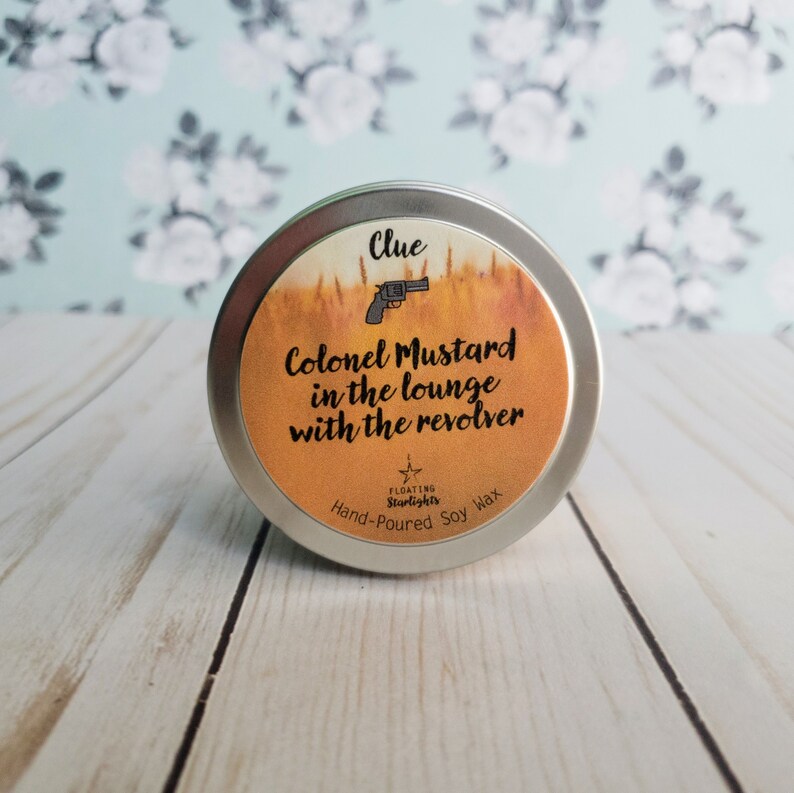 Clue
Colonel Mustard
in the lounge
with the revolver
FLOATING
Starlights
Hand-Poured Soy Wax